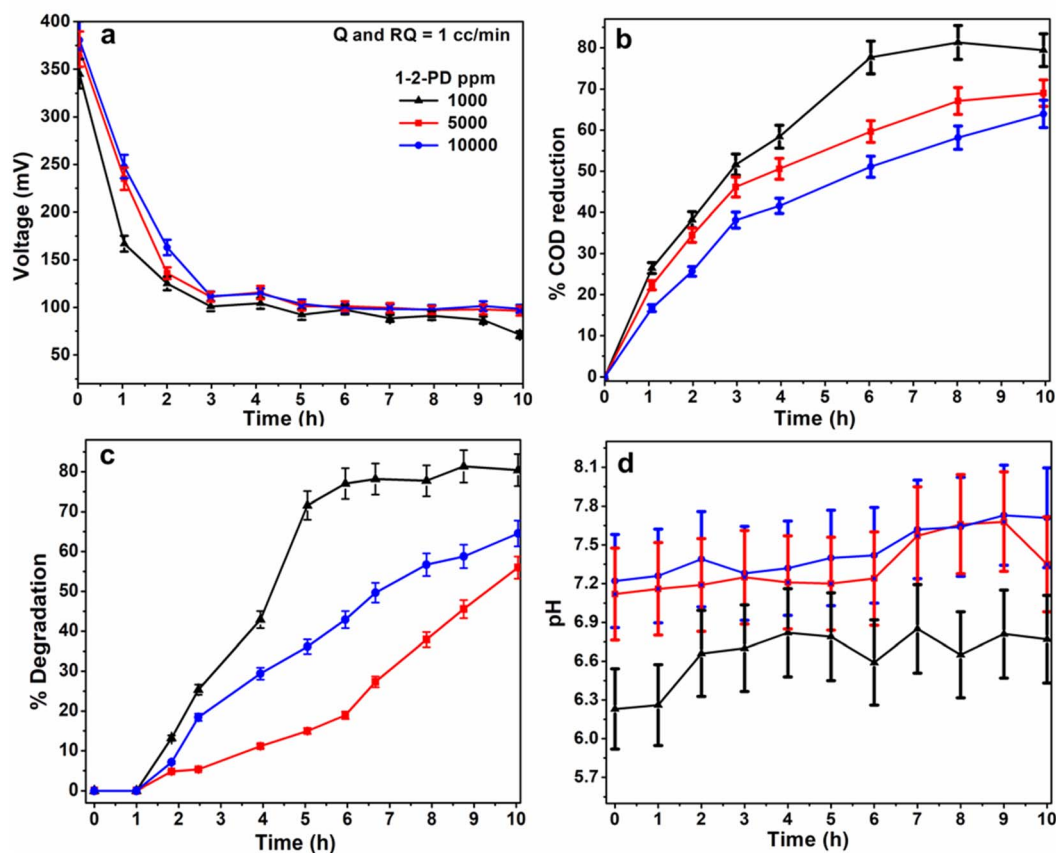 a
Q and RQ = 1 cc/min
1-2-PD ppm
1000
5000
10000
400
350
300
250
200
150
100
50
Voltage (mV)
0 1 2 3 4 5 6 7 8 9 10
Time (h)
b
80
70
60
50
40
30
20
10
0
% COD reduction
0 1 2 3 4 5 6 7 8 9 10
Time (h)
c
80
70
60
50
40
30
20
10
0
% Degradation
0 1 2 3 4 5 6 7 8 9 10
Time (h)
d
8.1
7.8
7.5
7.2
6.9
6.6
6.3
6.0
5.7
pH
0 1 2 3 4 5 6 7 8 9 10
Time (h)